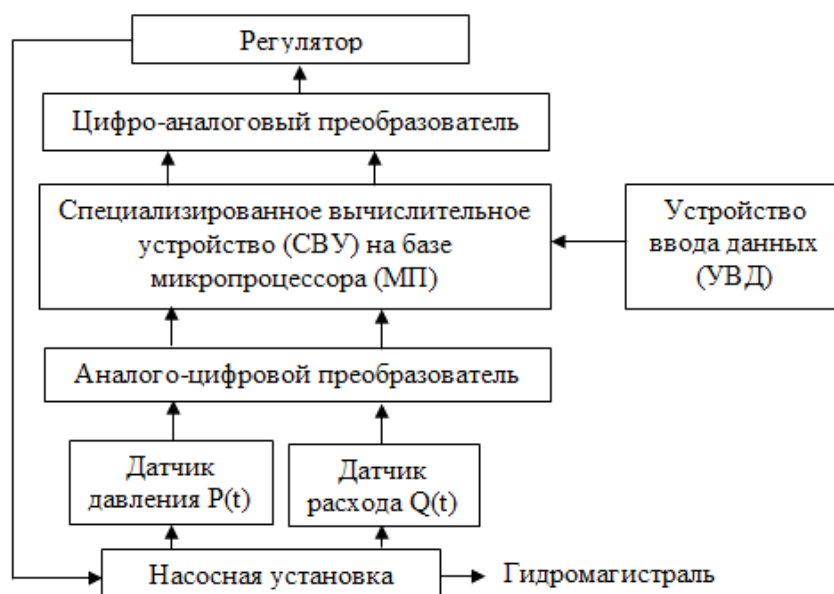 Регулятор
Цифро-аналоговый преобразователь
Специализированное вычислительное
устройство (СВУ) на базе
микропроцессора (МП)
Устройство
ввода данных
(УВД)
Аналого-цифровой преобразователь
Датчик
давления P(t)
Датчик
расхода Q(t)
Насосная установка
Гидромагистраль